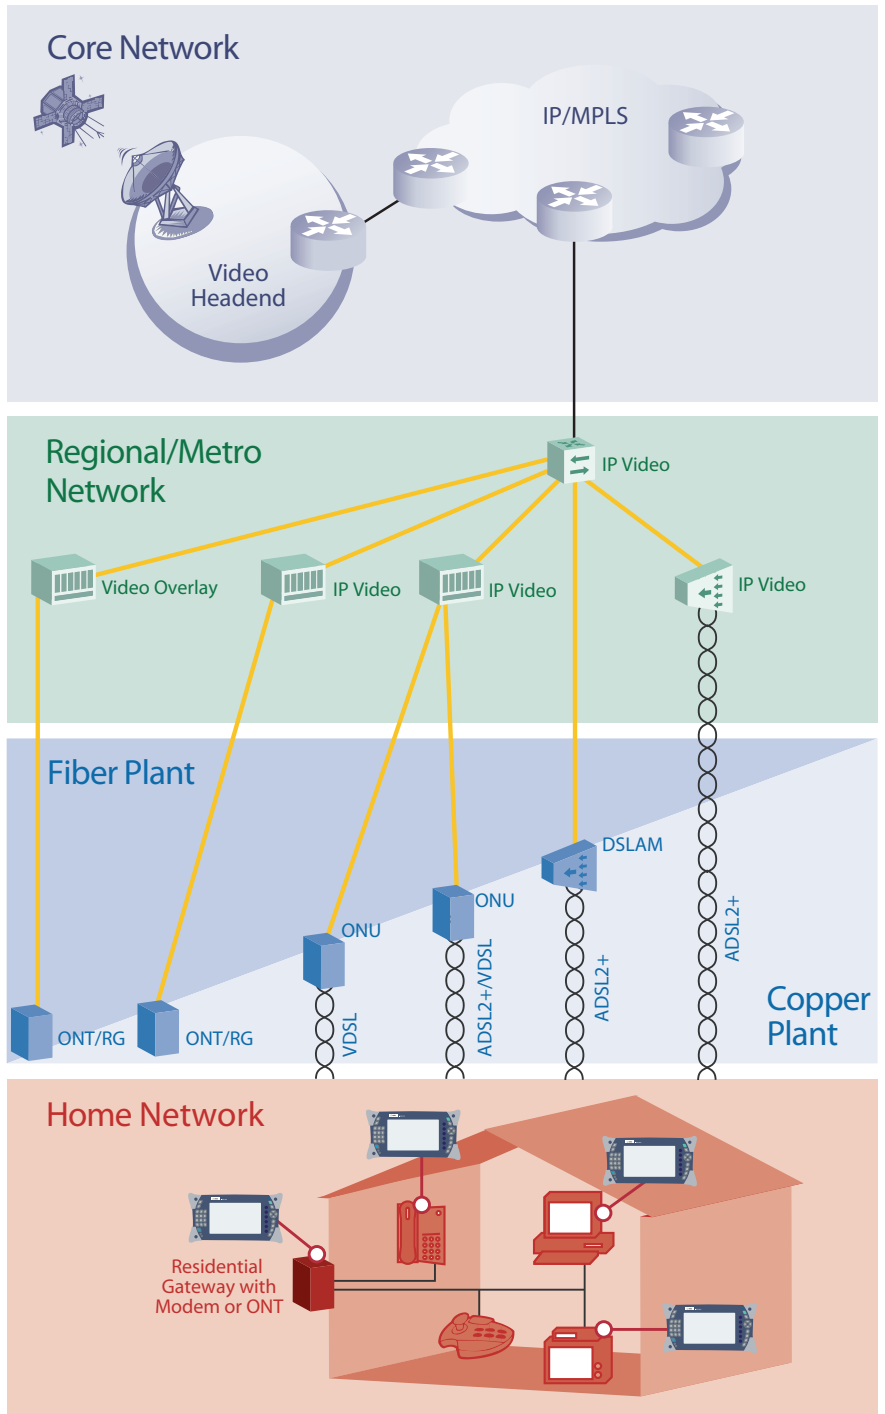 Core Network
IP/MPLS
Video
Headend
Regional/Metro
Network
IP Video
Video Overlay
IP Video
IP Video
IP Video
Fiber Plant
DSLAM
ONU
ONU
ADSL2+
ADSL2+/VDSL
ADSL2+
VDSL
Copper
Plant
ONT/RG
ONT/RG
Home Network
Residential
Gateway with
Modem or ONT